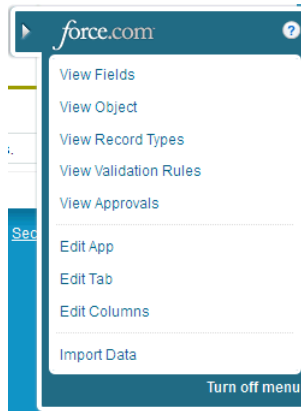 force.com ?
View Fields
View Object
View Record Types
s.
View Validation Rules
View Approvals
Sec
Edit App
Edit Tab
Edit Columns
Import Data
Turn off menu